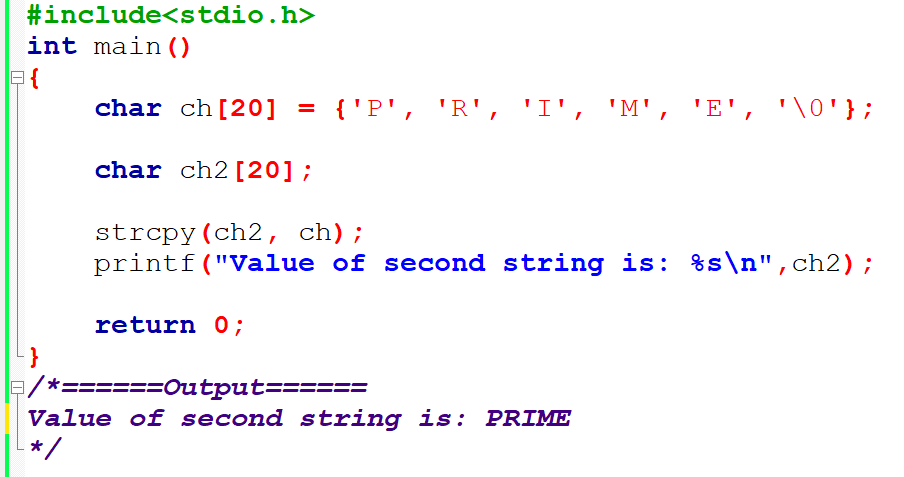 #include<stdio.h>
int main()
{
    char ch[20] = {'P', 'R', 'I', 'M', 'E', '\0'};
    char ch2[20];
    strcpy(ch2, ch);
    printf("Value of second string is: %s\n",ch2);
    return 0;
}
/*======Output======
Value of second string is: PRIME
*/